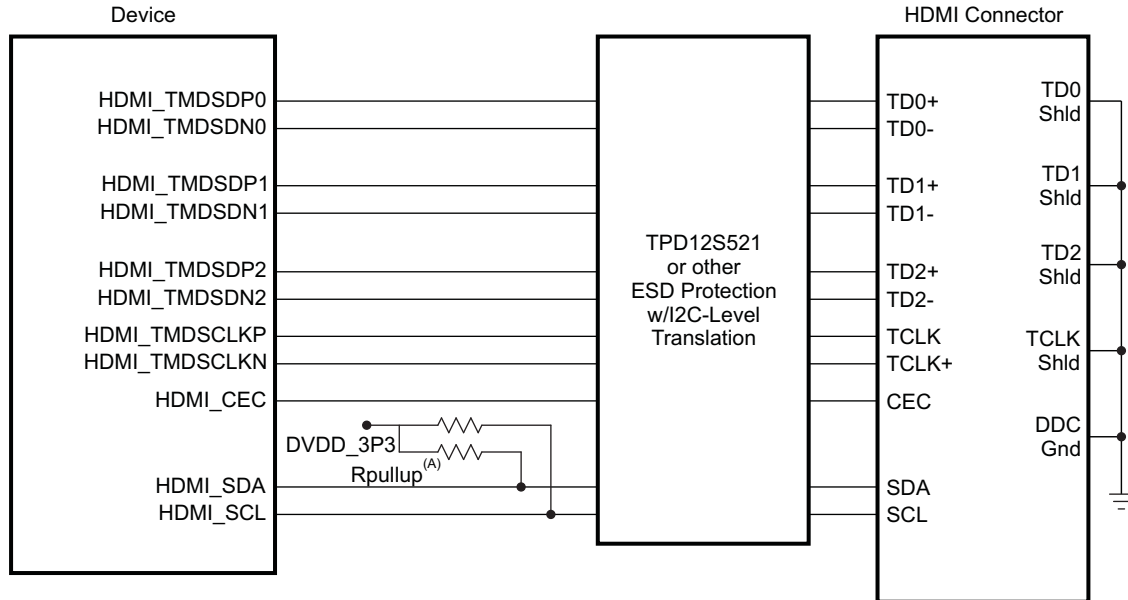 Device
HDMI Connector
HDMI_TMDSDP0
HDMI_TMDSDN0
HDMI_TMDSDP1
HDMI_TMDSDN1
HDMI_TMDSDP2
HDMI_TMDSDN2
HDMI_TMDSCLKP
HDMI_TMDSCLKN
HDMI_CEC
DVDD_3P3
Rpullup(A)
HDMI_SDA
HDMI_SCL
TPD12S521
or other
ESD Protection
w/I2C-Level
Translation
TD0+
TD0-
TD1+
TD1-
TD2+
TD2-
TCLK
TCLK+
CEC
SDA
SCL
TD0
Shld
TD1
Shld
TD2
Shld
TCLK
Shld
DDC
Gnd